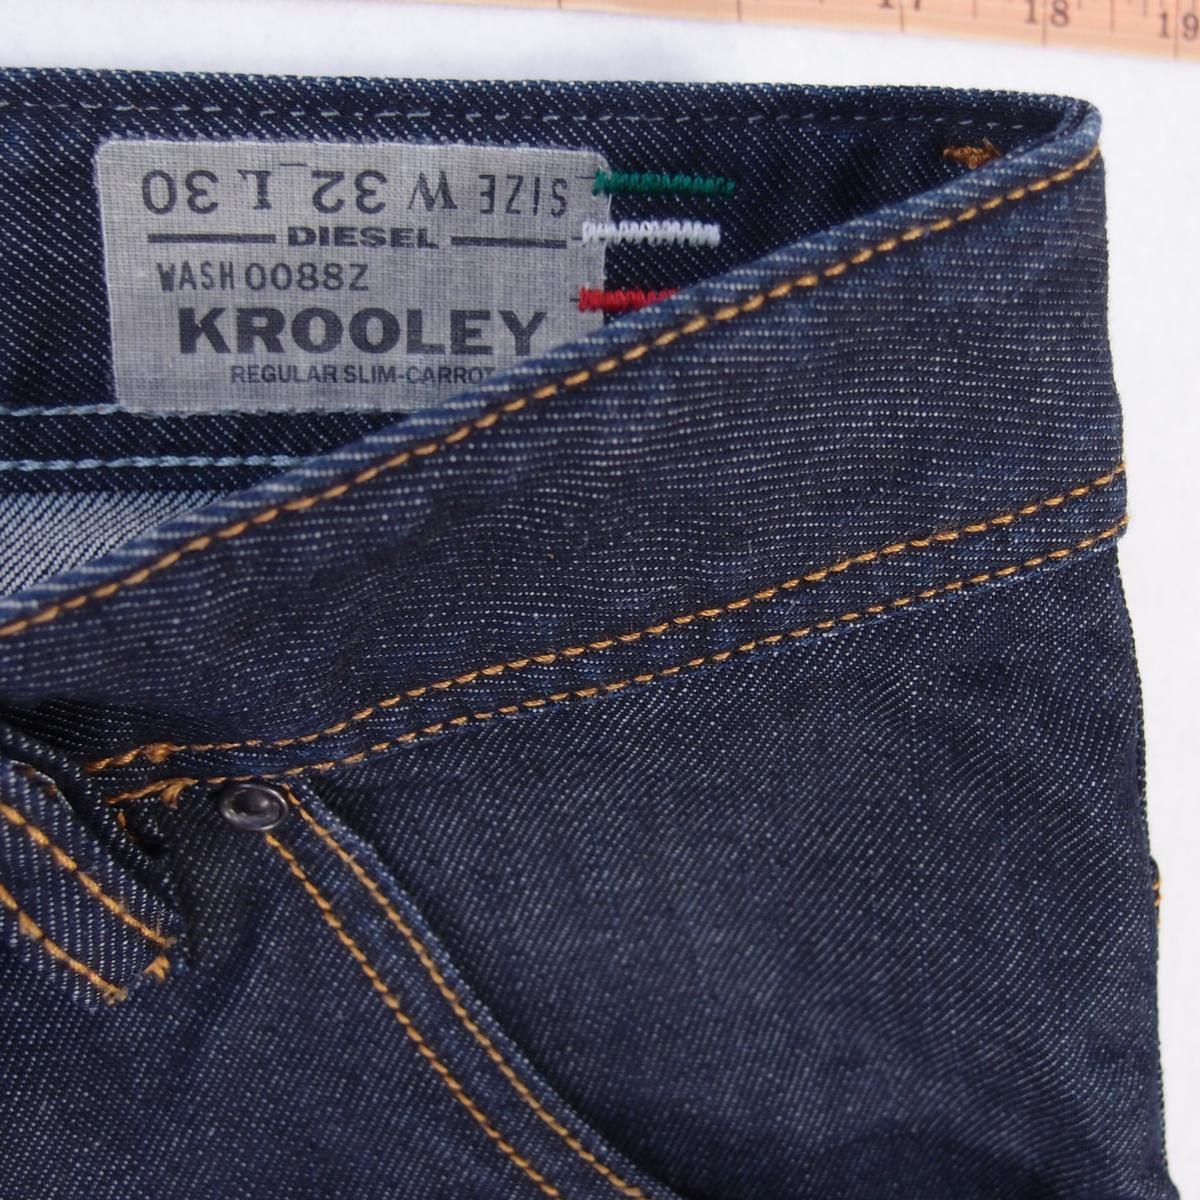 17 18 19
SIZE W 32 L 30
DIESEL
WASH 0088Z
KROOLEY
REGULAR SLIM-CARROT